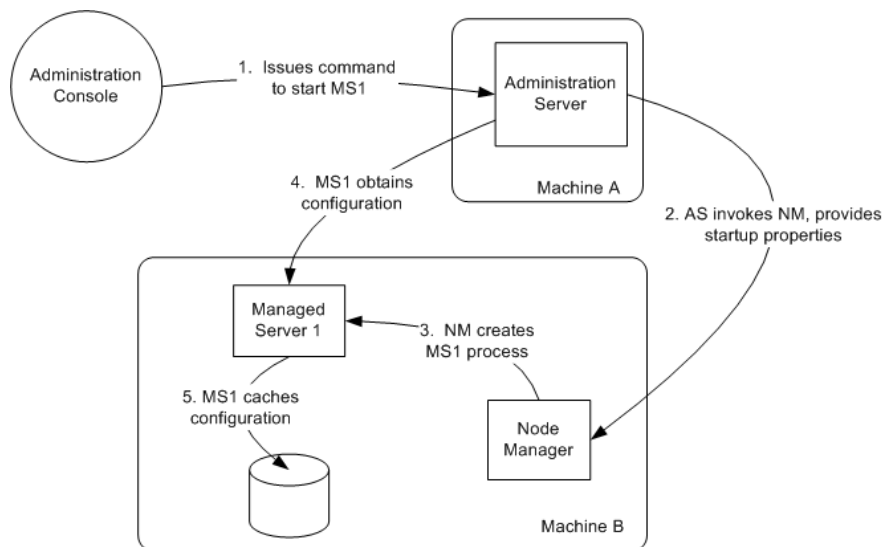 Administration
Console
1. Issues command
to start MS1
Administration
Server
Machine A
4. MS1 obtains
configuration
2. AS invokes NM, provides
startup properties
Managed
Server 1
3. NM creates
MS1 process
5. MS1 caches
configuration
Node
Manager
Machine B